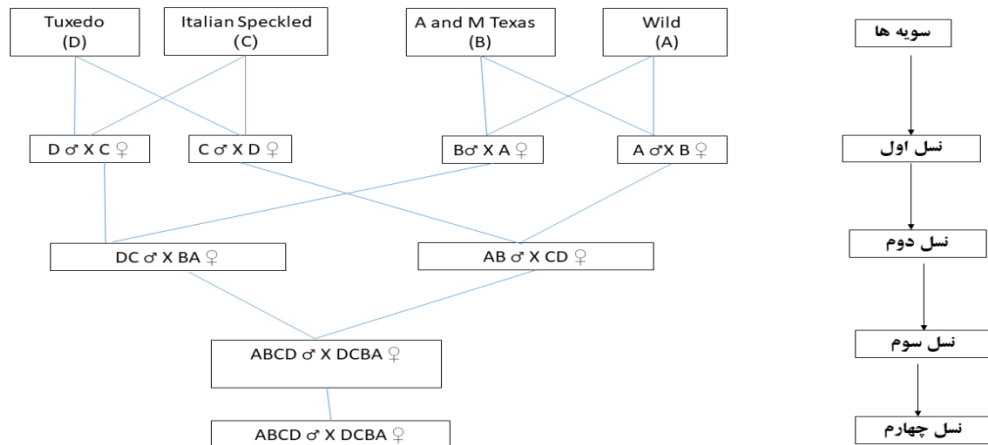 Tuxedo
(D)
Italian Speckled
(C)
A and M Texas
(B)
Wild
(A)
سویه ها
D ♂ X C ♀
C ♂ X D ♀
B♂ X A ♀
A ♂X B ♀
نسل اول
DC ♂ X BA ♀
AB ♂ X CD ♀
نسل دوم
ABCD ♂ X DCBA ♀
نسل سوم
ABCD ♂ X DCBA ♀
نسل چهارم